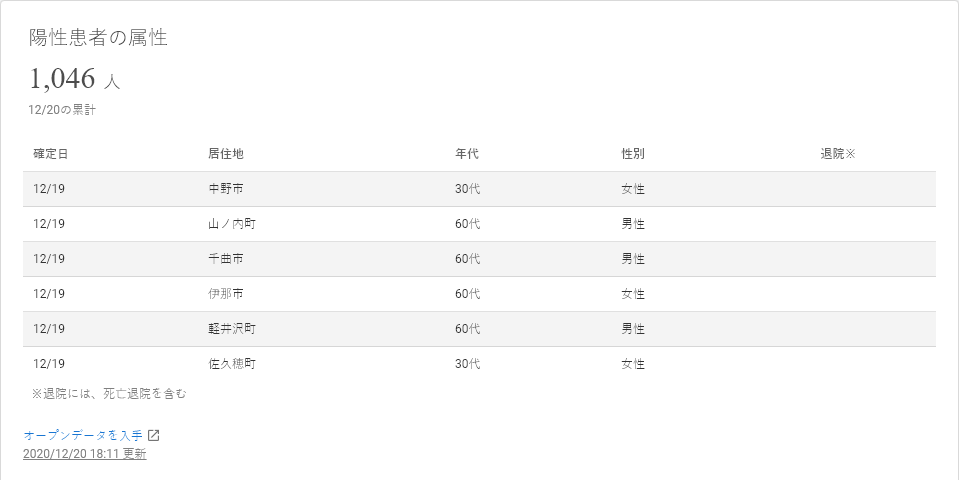 陽性患者の属性
1,046 人
12/20の累計
確定日 居住地 年代 性別 退院※
12/19 中野市 30代 女性
12/19 山ノ内町 60代 男性
12/19 千曲市 60代 男性
12/19 伊那市 60代 女性
12/19 軽井沢町 60代 男性
12/19 佐久穂町 30代 女性
※退院には、死亡退院を含む
オープンデータを入手
2020/12/20 18:11 更新